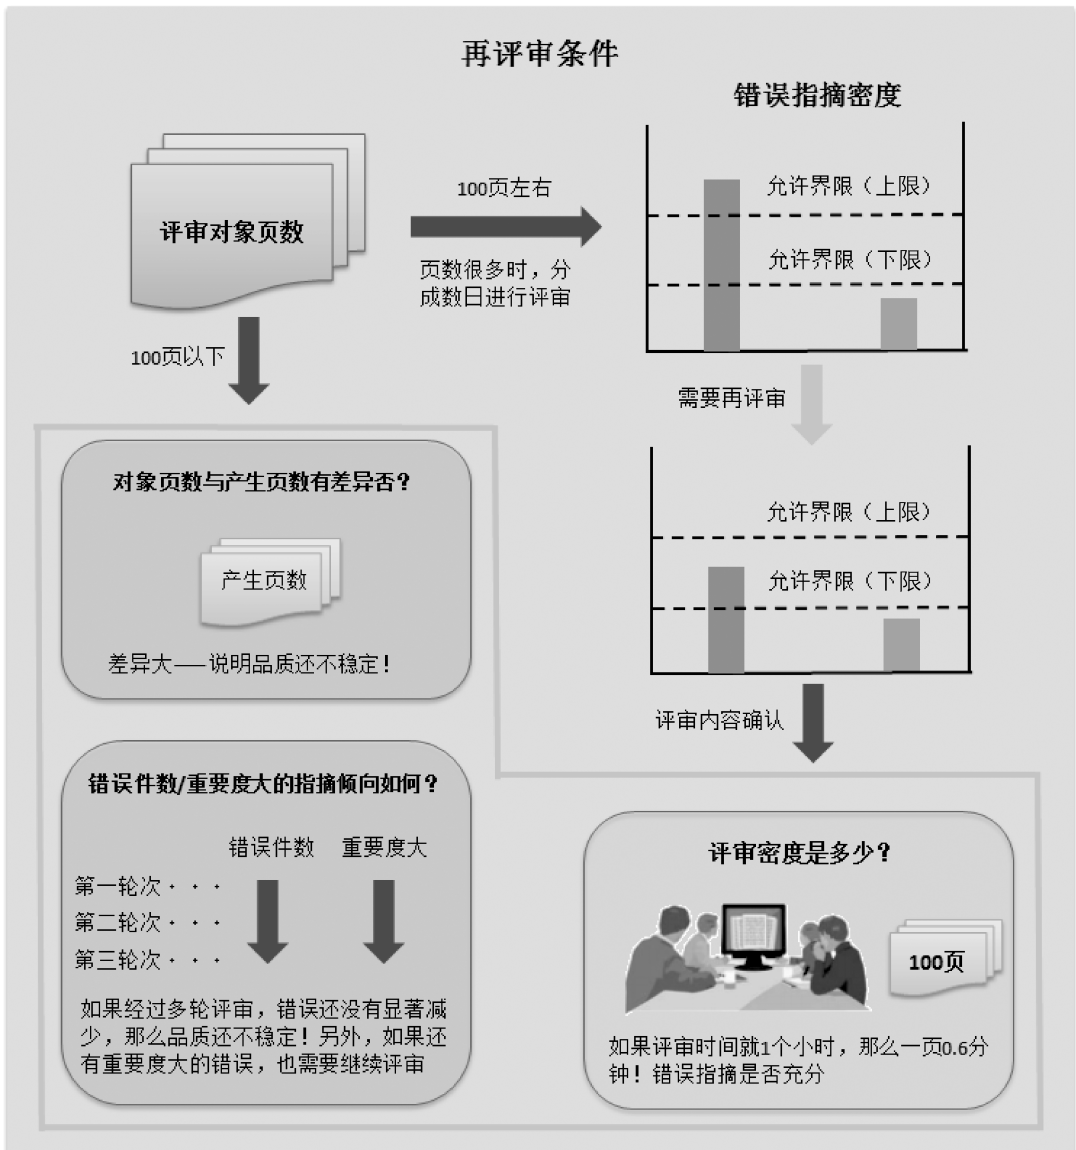 再评审条件
错误指摘密度
评审对象页数
100页左右
页数很多时，分
成数日进行评审
允许界限（上限）
允许界限（下限）
100页以下
需要再评审
对象页数与产生页数有差异否？
产生页数
差异大——说明品质还不稳定！
允许界限（上限）
允许界限（下限）
评审内容确认
错误件数/重要度大的指摘倾向如何？
错误件数 重要度大
第一轮次···
第二轮次···
第三轮次···
如果经过多轮评审，错误还没有显著减
少，那么品质还不稳定！另外，如果还
有重要度大的错误，也需要继续评审
评审密度是多少？
100页
如果评审时间就1个小时，那么一页0.6分
钟！错误指摘是否充分